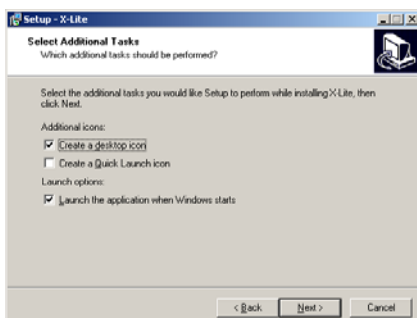 Setup - X-Lite
Select Additional Tasks
Which additional tasks should be performed?
Select the additional tasks you would like Setup to perform while installing X-Lite, then
click Next.
Additional icons:
Create a desktop icon
Create a Quick Launch icon
Launch options:
Launch the application when Windows starts
< Back Next > Cancel